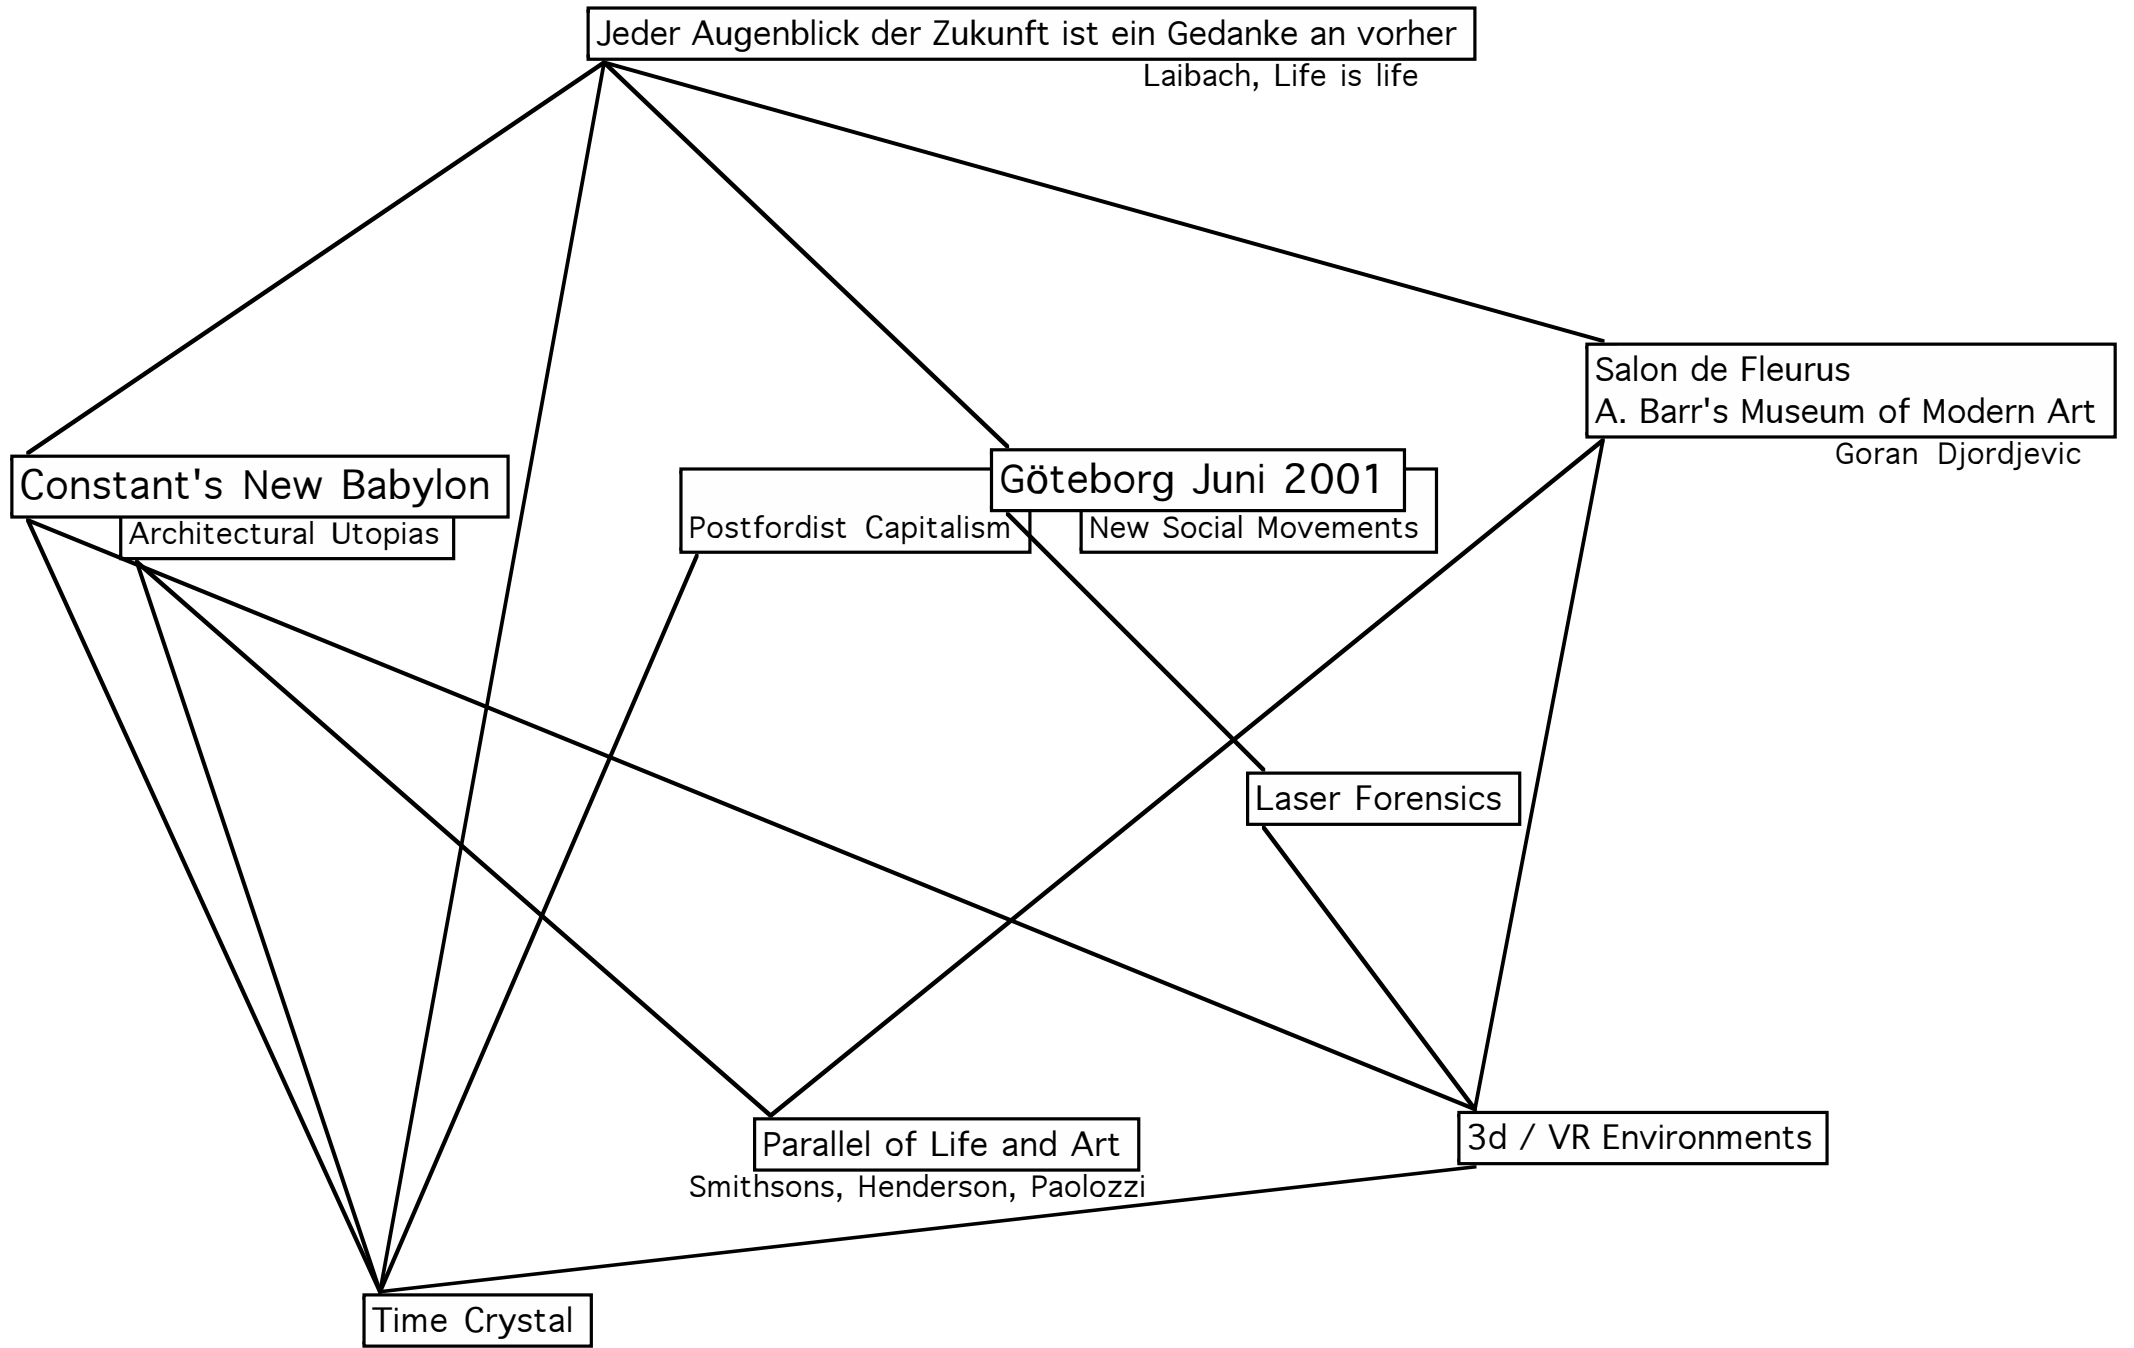 Jeder Augenblick der Zukunft ist ein Gedanke an vorher
Laibach, Life is life
Salon de Fleurus
A. Barr's Museum of Modern Art
Goran Djordjevic
Constant's New Babylon
Architectural Utopias
Göteborg Juni 2001
Postfordist Capitalism
New Social Movements
Laser Forensics
Parallel of Life and Art
Smithsons, Henderson, Paolozzi
3d / VR Environments
Time Crystal